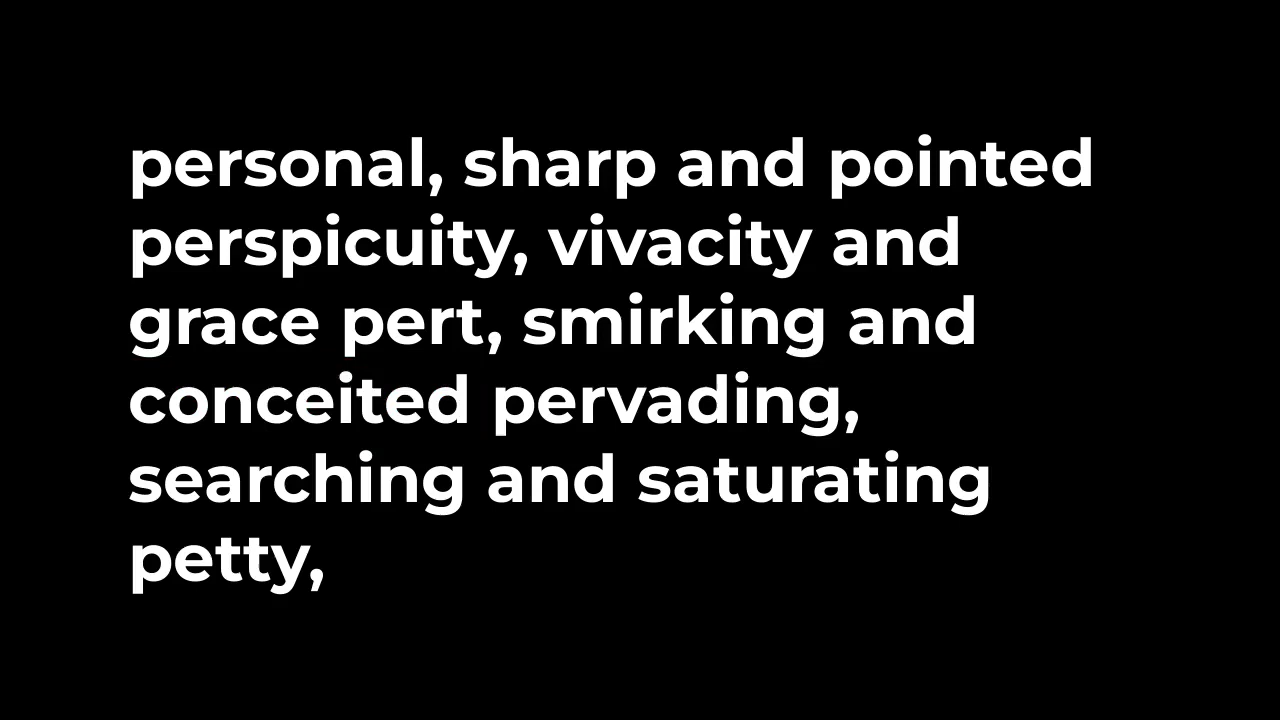 personal, sharp and pointed
perspicuity, vivacity and
grace pert, smirking and
conceited pervading,
searching and saturating
petty,